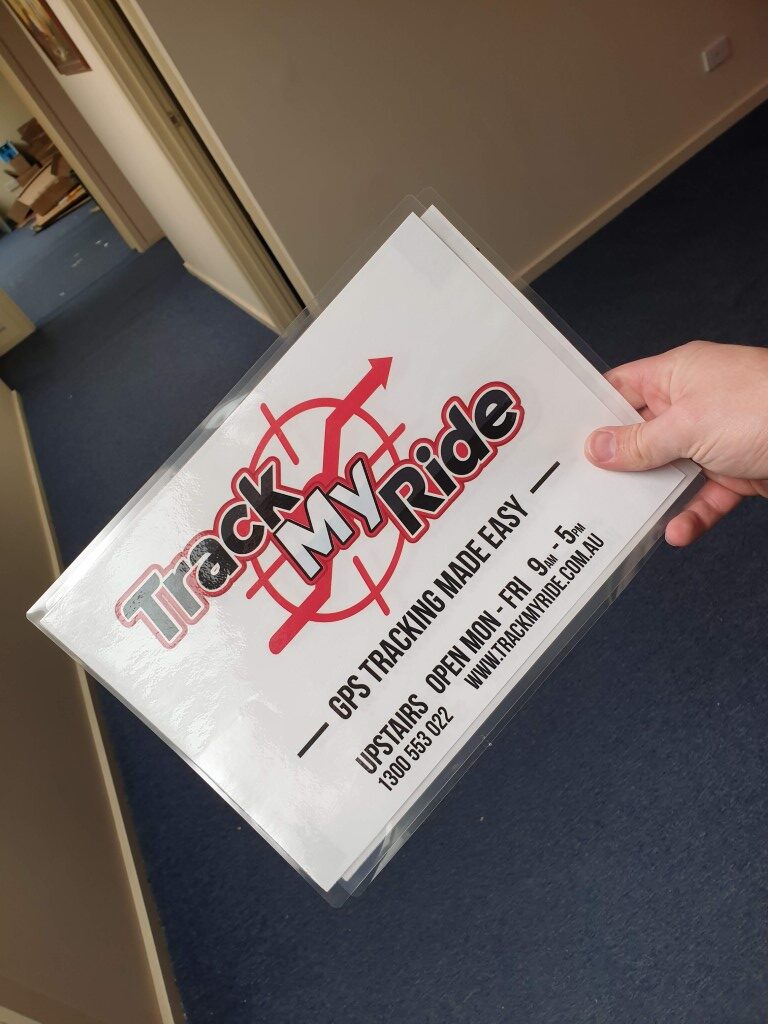 Track
My
Ride
— GPS TRACKING MADE EASY —
UPSTAIRS OPEN MON - FRI 9AM - 5PM
1300 553 022 WWW.TRACKMYRIDE.COM.AU